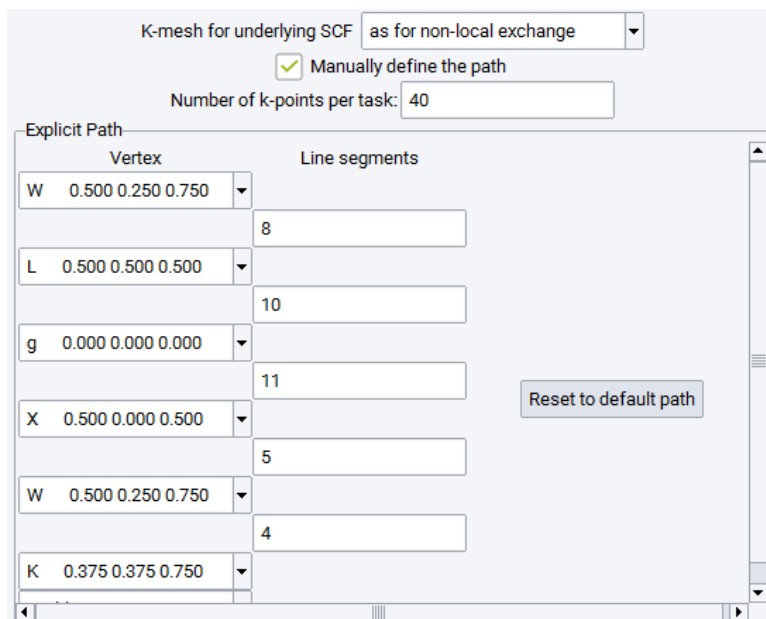 K-mesh for underlying SCF as for non-local exchange
Manually define the path
Number of k-points per task: 40
Explicit Path
Vertex Line segments
W 0.500 0.250 0.750
8
L 0.500 0.500 0.500
10
g 0.000 0.000 0.000
11
Reset to default path
X 0.500 0.000 0.500
5
W 0.500 0.250 0.750
4
K 0.375 0.375 0.750